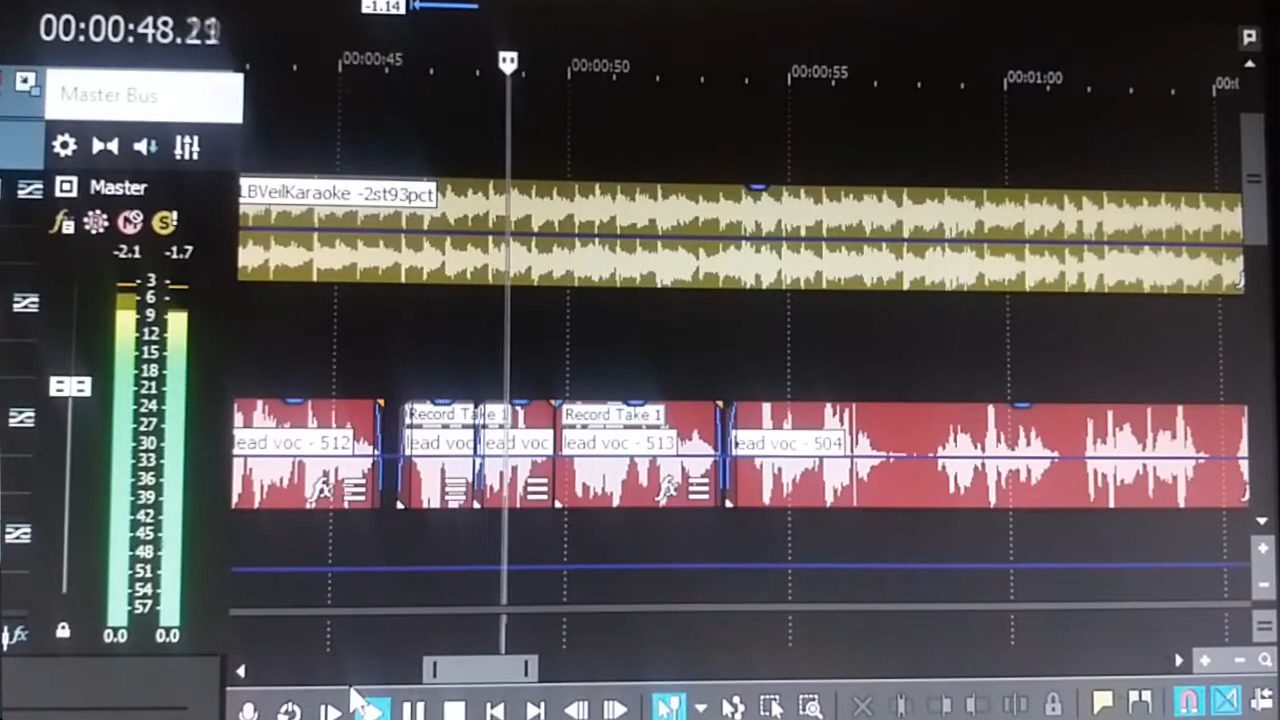 -1.14
00:00:48.21
00:00:45
00:00:50
00:00:55
00:01:00
Master Bus
Master
LBVeilKaraoke -2st93pct
-2.1 -1.7
3
6
9
12
15
18
21
24
27
30
33
36
39
42
45
48
51
54
57
0.0 0.0
Record Take 1
Record Take 1
lead voc - 512
lead voc
lead voc
lead voc - 513
lead voc - 504
fx